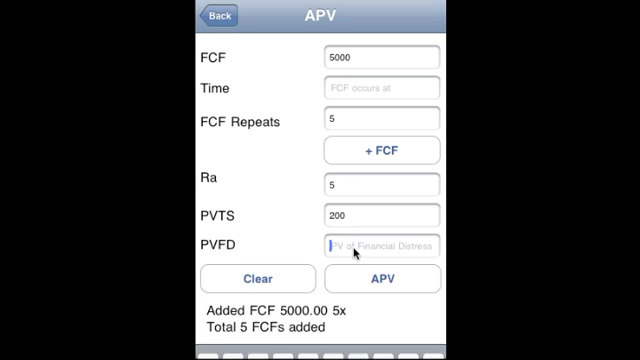 Back
APV
FCF 5000
Time FCF occurs at
FCF Repeats 5
+ FCF
Ra 5
PVTS 200
PVFD PV of Financial Distress
Clear APV
Added FCF 5000.00 5x
Total 5 FCFs added